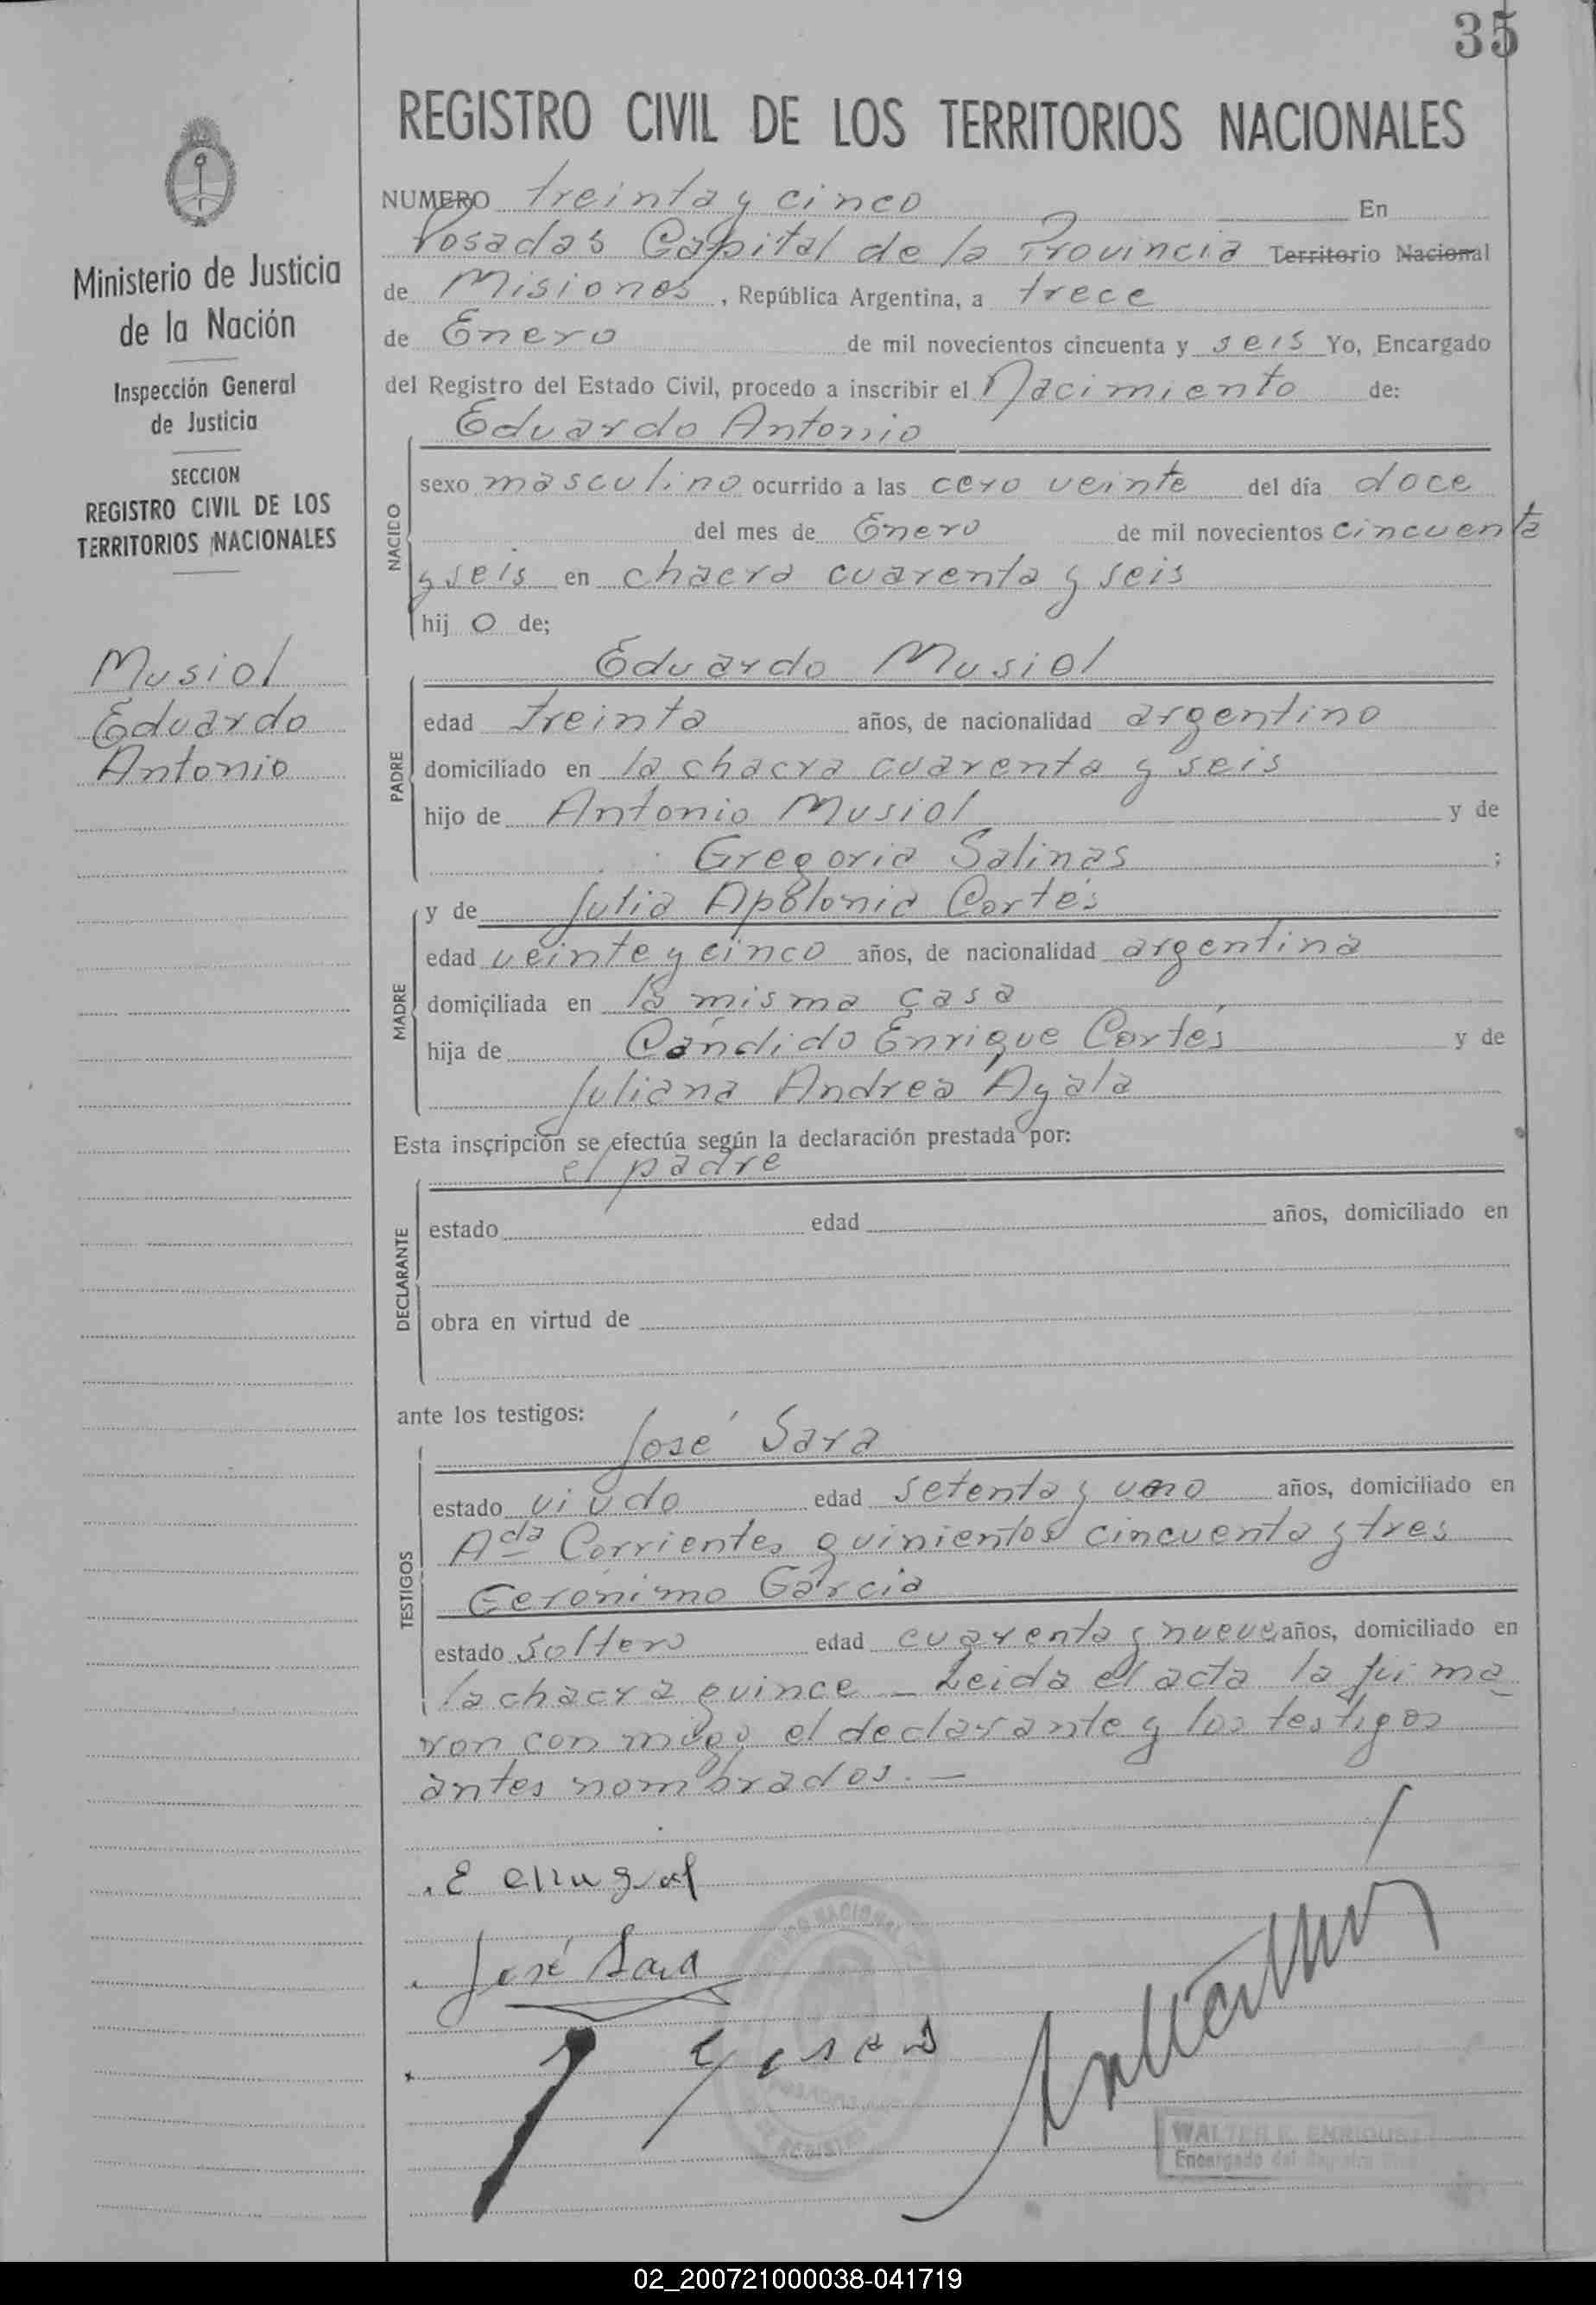 35
REGISTRO CIVIL DE LOS TERRITORIOS NACIONALES
Ministerio de Justicia
de la Nación
Inspección General
de Justicia
SECCION
REGISTRO CIVIL DE LOS
TERRITORIOS NACIONALES
Musiol
Eduardo
Antonio
NUMERO treinta y cinco En
Posadas Capital de la Provincia Territorio Nacional
de Misiones, República Argentina, a trece
de Enero de mil novecientos cincuenta y seis Yo, Encargado
del Registro del Estado Civil, procedo a inscribir el Nacimiento de:
Eduardo Antonio
NACIDO
sexo masculino ocurrido a las cero veinte del día doce
del mes de Enero de mil novecientos cincuenta
y seis en chacra cuarenta y seis
hij o de;
Eduardo Musiol
PADRE
edad treinta años, de nacionalidad argentino
domiciliado en la chacra cuarenta y seis
hijo de Antonio Musiol y de
Gregoria Salinas ;
MADRE
y de Julia Apolonia Cortés
edad veinte y cinco años, de nacionalidad argentina
domiciliada en la misma casa
hija de Cándido Enrique Cortés y de
Juliana Andrea Ayala
Esta inscripción se efectúa según la declaración prestada por:
el padre
DECLARANTE
estado edad años, domiciliado en
obra en virtud de
ante los testigos:
José Sara
TESTIGOS
estado viudo edad setenta y uno años, domiciliado en
Ada Corrientes quinientos cincuenta y tres
Gerónimo García
estado soltero edad cuarenta y nueve años, domiciliado en
la chacra quince _ Leida el acta la firma
ron con migo el declarante y los testigos
antes nombrados. —
José Sara
WALTER E. ENRIQUEZ
Encargado del Registro
02_200721000038-041719